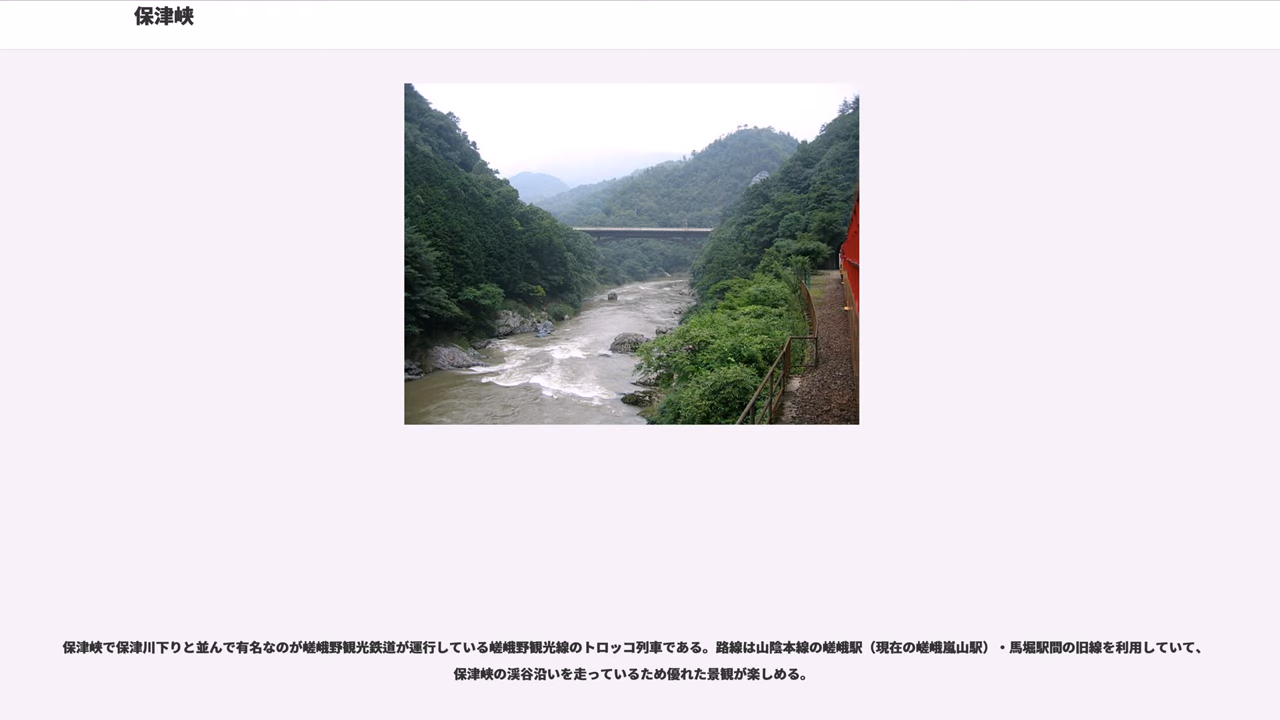 保津峡
保津峡で保津川下りと並んで有名なのが嵯峨野観光鉄道が運行している嵯峨野観光線のトロッコ列車である。路線は山陰本線の嵯峨駅（現在の嵯峨嵐山駅）・馬堀駅間の旧線を利用していて、
保津峡の渓谷沿いを走っているため優れた景観が楽しめる。